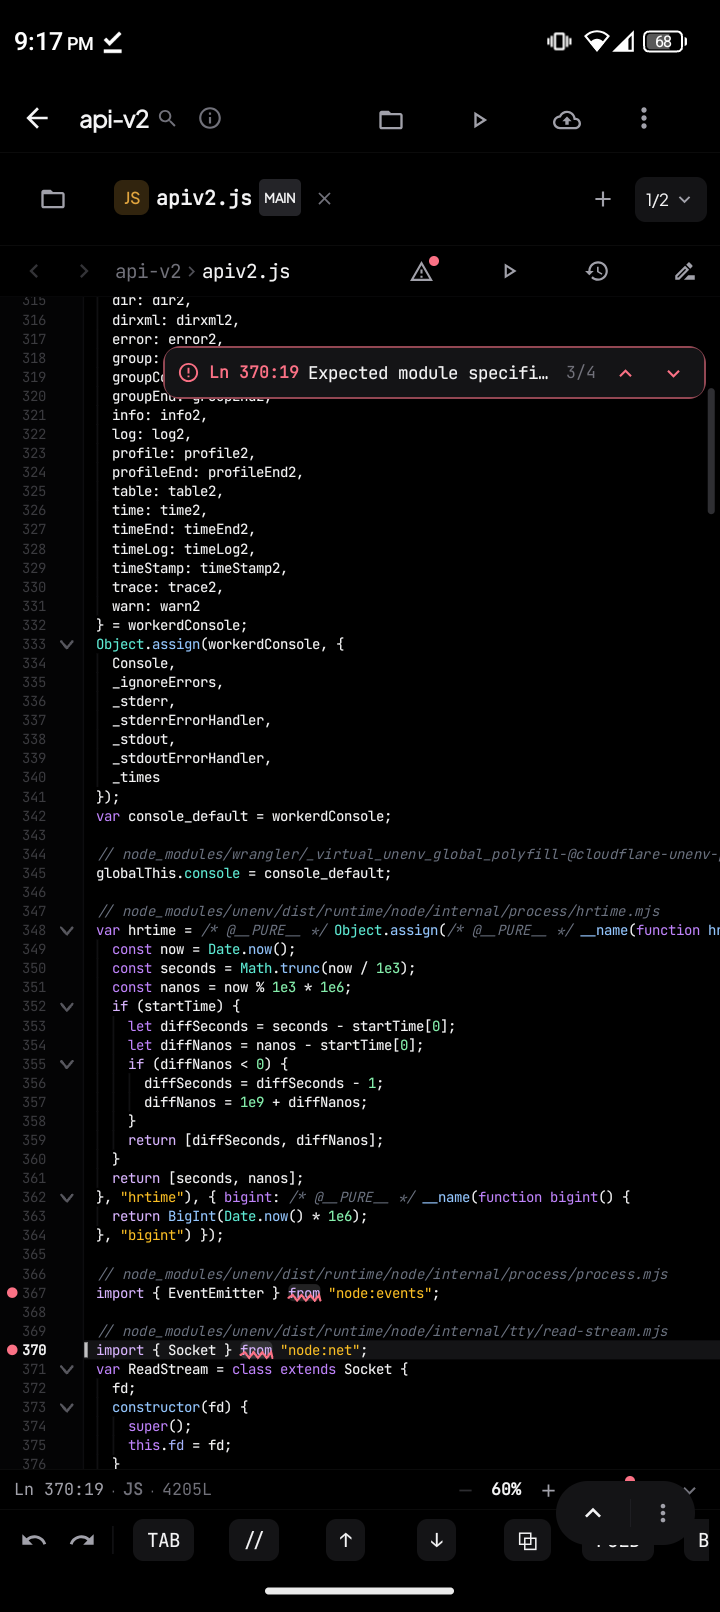 9:17 PM
68
api-v2
JS apiv2.js MAIN
1/2
api-v2 > apiv2.js
315 dir: dir2,
316 dirxml: dirxml2,
317 error: error2,
318 group:
Ln 370:19 Expected module specifi… 3/4
319 groupCo
320 groupEnd: groupEnd2,
321 info: info2,
322 log: log2,
323 profile: profile2,
324 profileEnd: profileEnd2,
325 table: table2,
326 time: time2,
327 timeEnd: timeEnd2,
328 timeLog: timeLog2,
329 timeStamp: timeStamp2,
330 trace: trace2,
331 warn: warn2
332 } = workerdConsole;
333 Object.assign(workerdConsole, {
334 Console,
335 _ignoreErrors,
336 _stderr,
337 _stderrErrorHandler,
338 _stdout,
339 _stdoutErrorHandler,
340 _times
341 });
342 var console_default = workerdConsole;
343
344 // node_modules/wrangler/_virtual_unenv_global_polyfill-@cloudflare-unenv-
345 globalThis.console = console_default;
346
347 // node_modules/unenv/dist/runtime/node/internal/process/hrtime.mjs
348 var hrtime = /* @__PURE__ */ Object.assign(/* @__PURE__ */ __name(function hr
349 const now = Date.now();
350 const seconds = Math.trunc(now / 1e3);
351 const nanos = now % 1e3 * 1e6;
352 if (startTime) {
353 let diffSeconds = seconds - startTime[0];
354 let diffNanos = nanos - startTime[0];
355 if (diffNanos < 0) {
356 diffSeconds = diffSeconds - 1;
357 diffNanos = 1e9 + diffNanos;
358 }
359 return [diffSeconds, diffNanos];
360 }
361 return [seconds, nanos];
362 }, "hrtime"), { bigint: /* @__PURE__ */ __name(function bigint() {
363 return BigInt(Date.now() * 1e6);
364 }, "bigint") });
365
366 // node_modules/unenv/dist/runtime/node/internal/process/process.mjs
367 import { EventEmitter } from "node:events";
368
369 // node_modules/unenv/dist/runtime/node/internal/tty/read-stream.mjs
370 import { Socket } from "node:net";
371 var ReadStream = class extends Socket {
372 fd;
373 constructor(fd) {
374 super();
375 this.fd = fd;
376 }
Ln 370:19 · JS · 4205L
60%
TAB // ↑ ↓ B